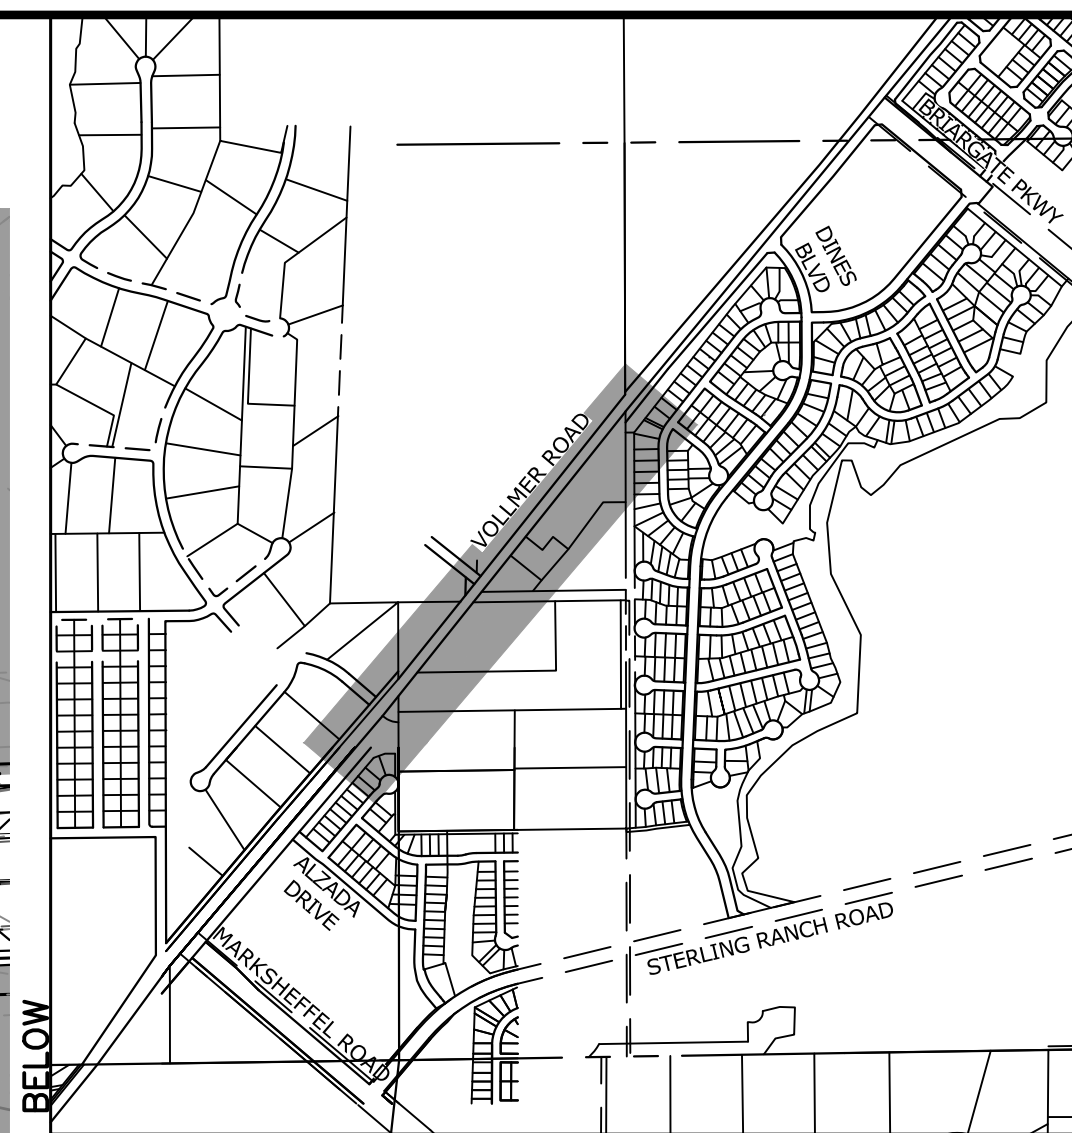 BRIARGATE PKWY
DINES
BLVD
VOLLMER ROAD
ALZADA
DRIVE
STERLING RANCH ROAD
MARKSHEFFEL ROAD
BELOW